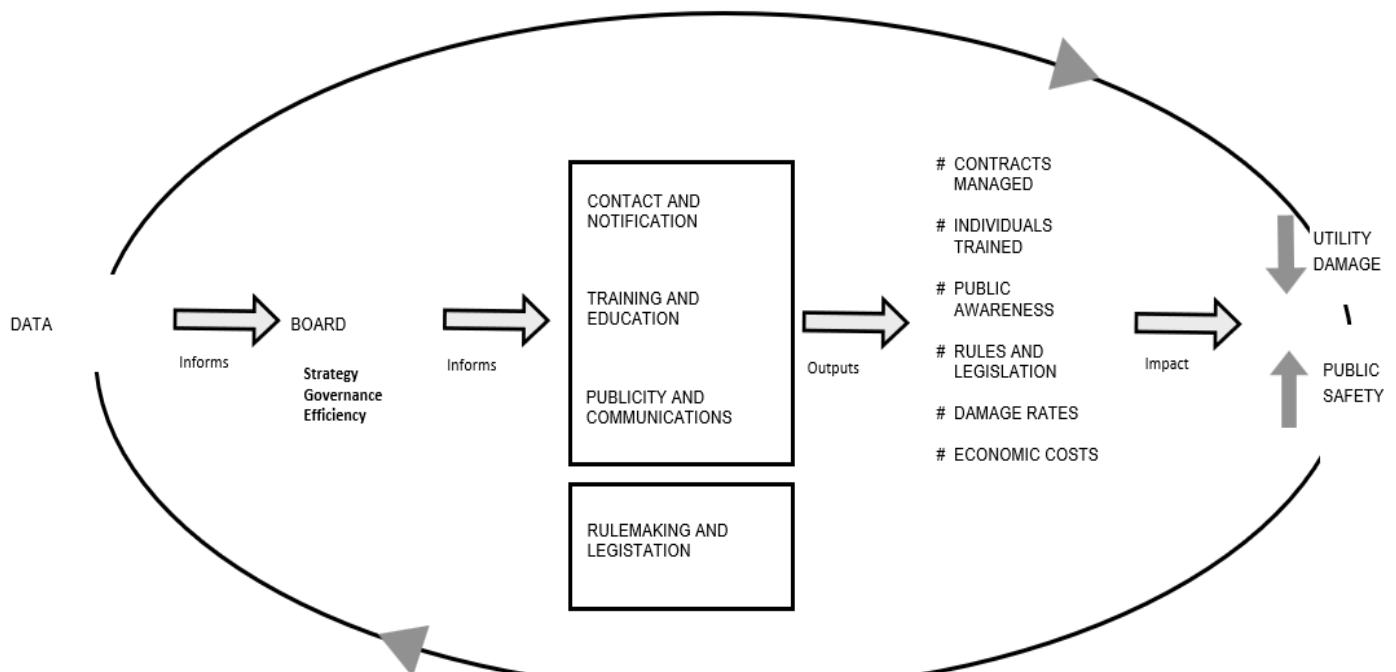 DATA
Informs
BOARD
Strategy
Governance
Efficiency
Informs
CONTACT AND
NOTIFICATION
TRAINING AND
EDUCATION
PUBLICITY AND
COMMUNICATIONS
RULEMAKING AND
LEGISTATION
Outputs
# CONTRACTS
MANAGED
# INDIVIDUALS
TRAINED
# PUBLIC
AWARENESS
# RULES AND
LEGISLATION
# DAMAGE RATES
# ECONOMIC COSTS
Impact
UTILITY
DAMAGE
PUBLIC
SAFETY